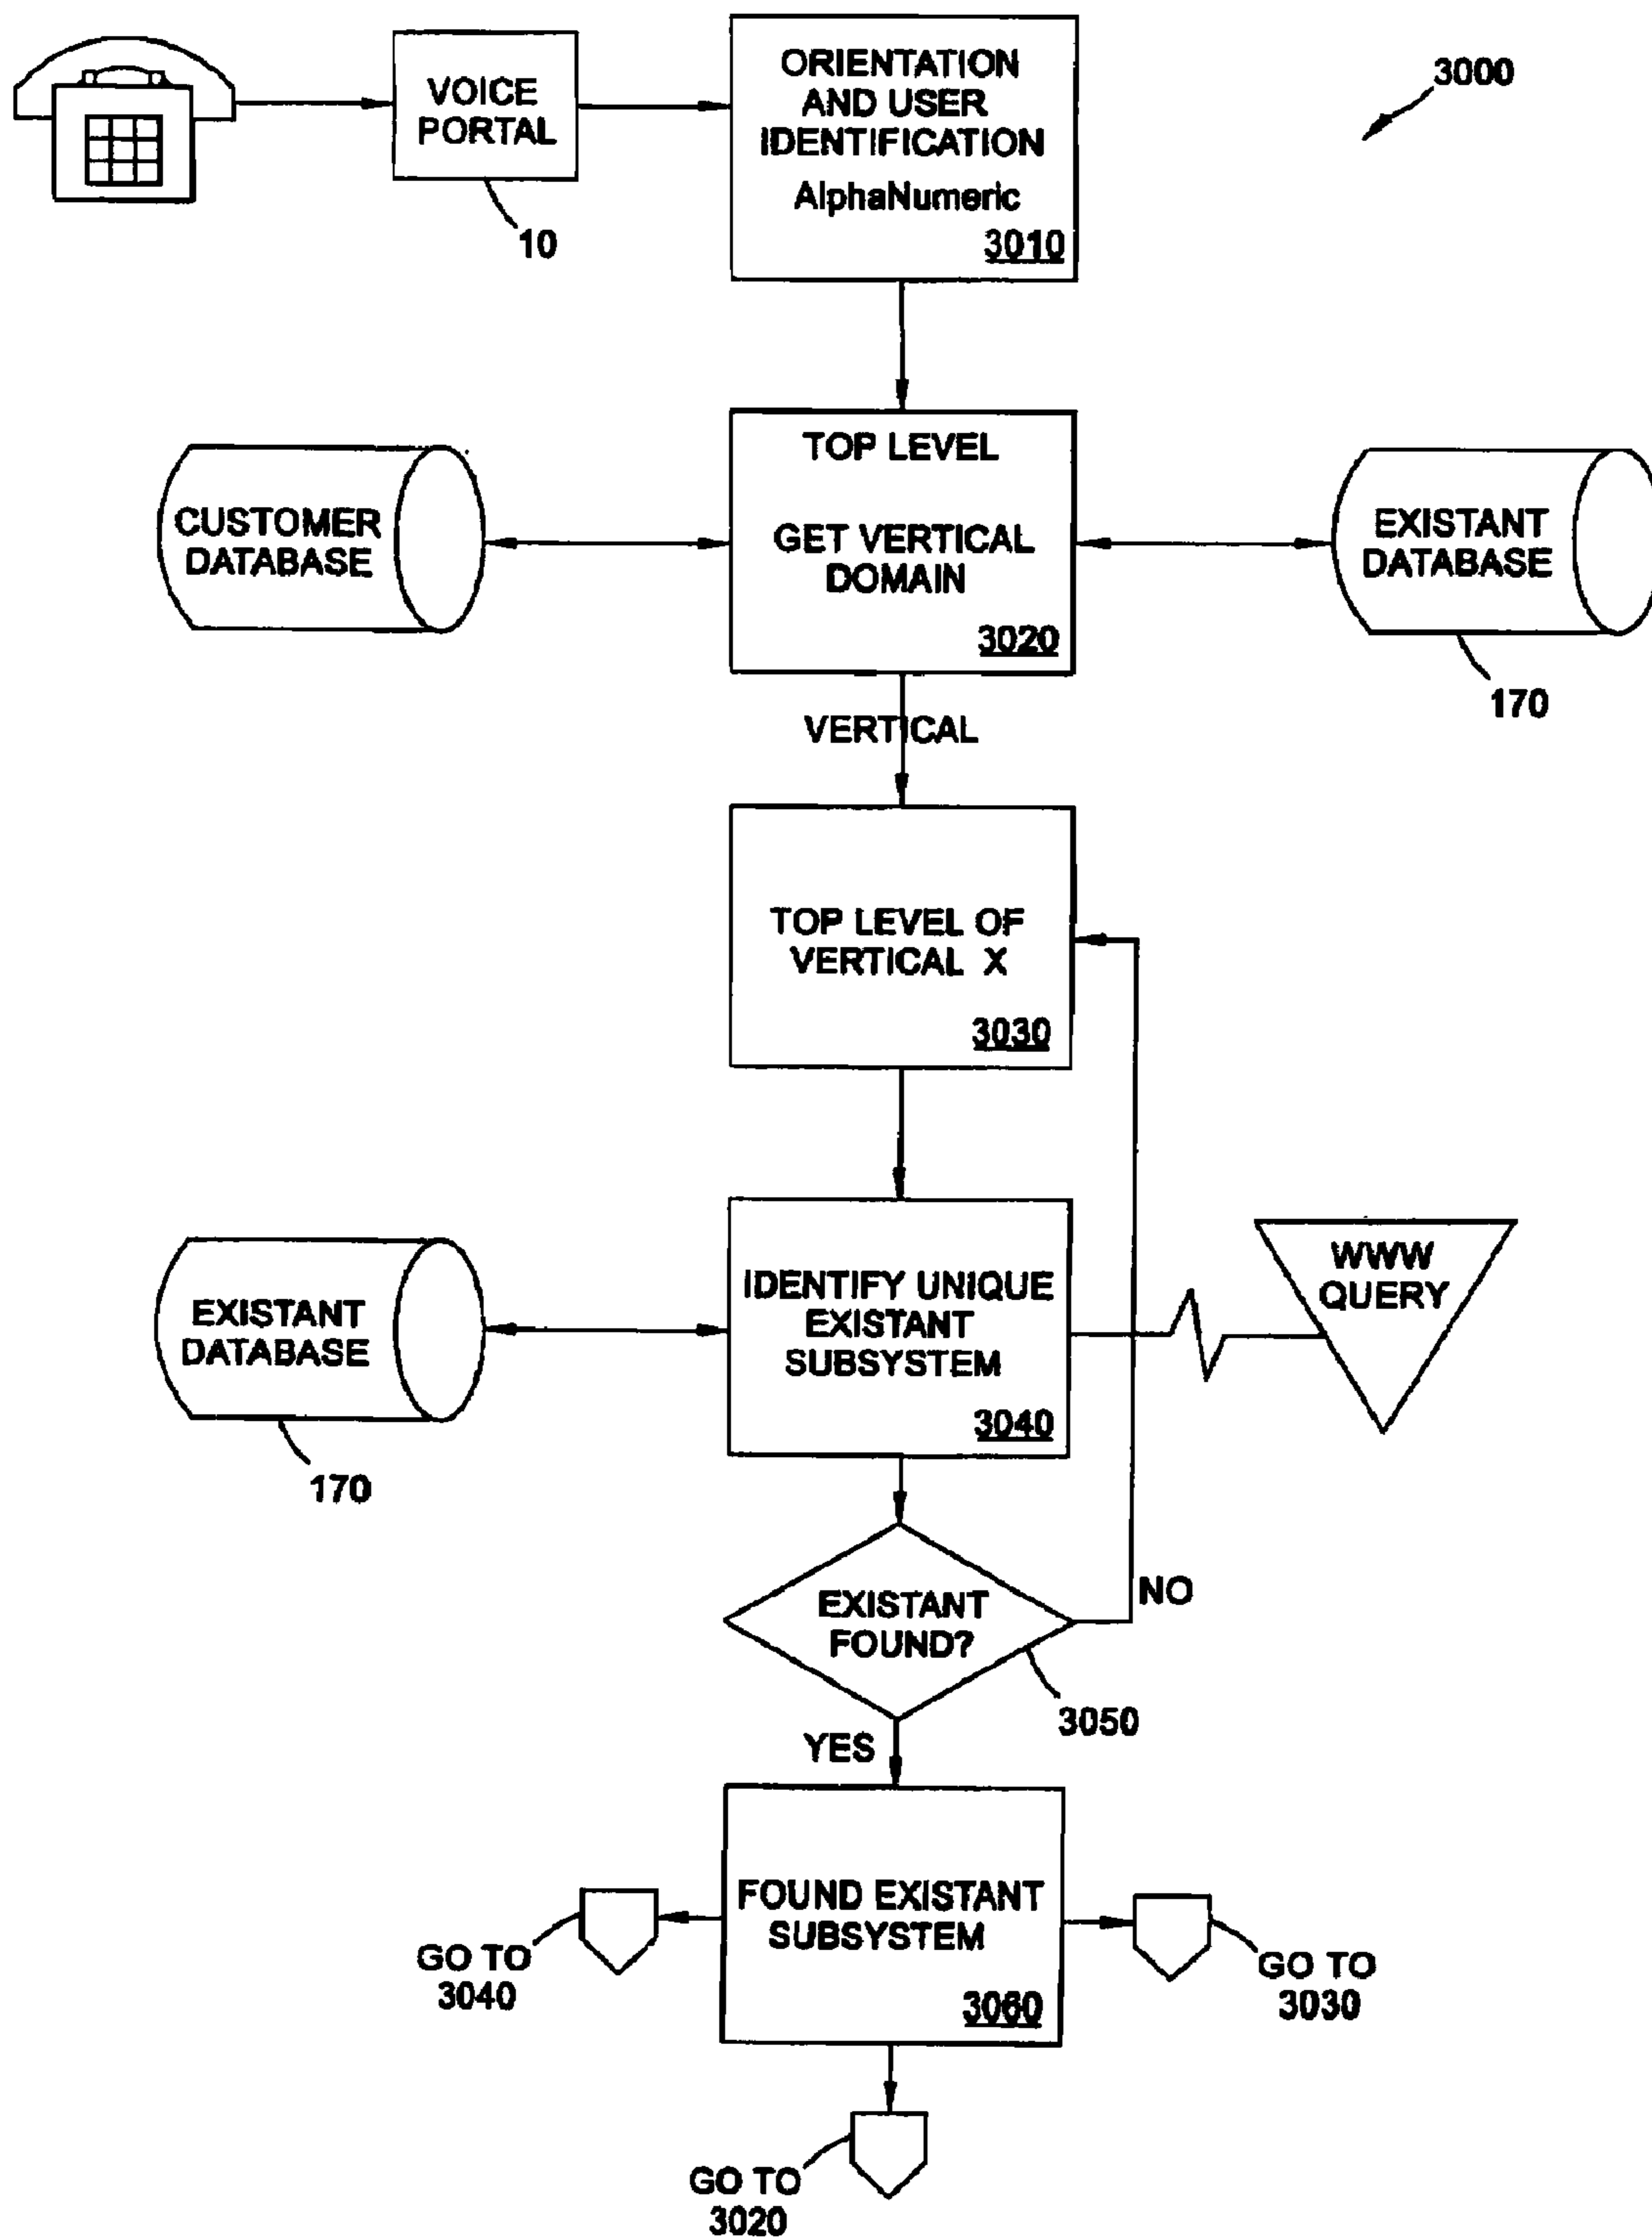 VOICE
PORTAL
10
ORIENTATION
AND USER
IDENTIFICATION
AlphaNumeric
3010
3000
CUSTOMER
DATABASE
TOP LEVEL
GET VERTICAL
DOMAIN
3020
EXISTANT
DATABASE
170
VERTICAL
TOP LEVEL OF
VERTICAL X
3030
EXISTANT
DATABASE
170
IDENTIFY UNIQUE
EXISTANT
SUBSYSTEM
3040
WWW
QUERY
EXISTANT
FOUND?
NO
3050
YES
FOUND EXISTANT
SUBSYSTEM
3060
GO TO
3040
GO TO
3030
GO TO
3020